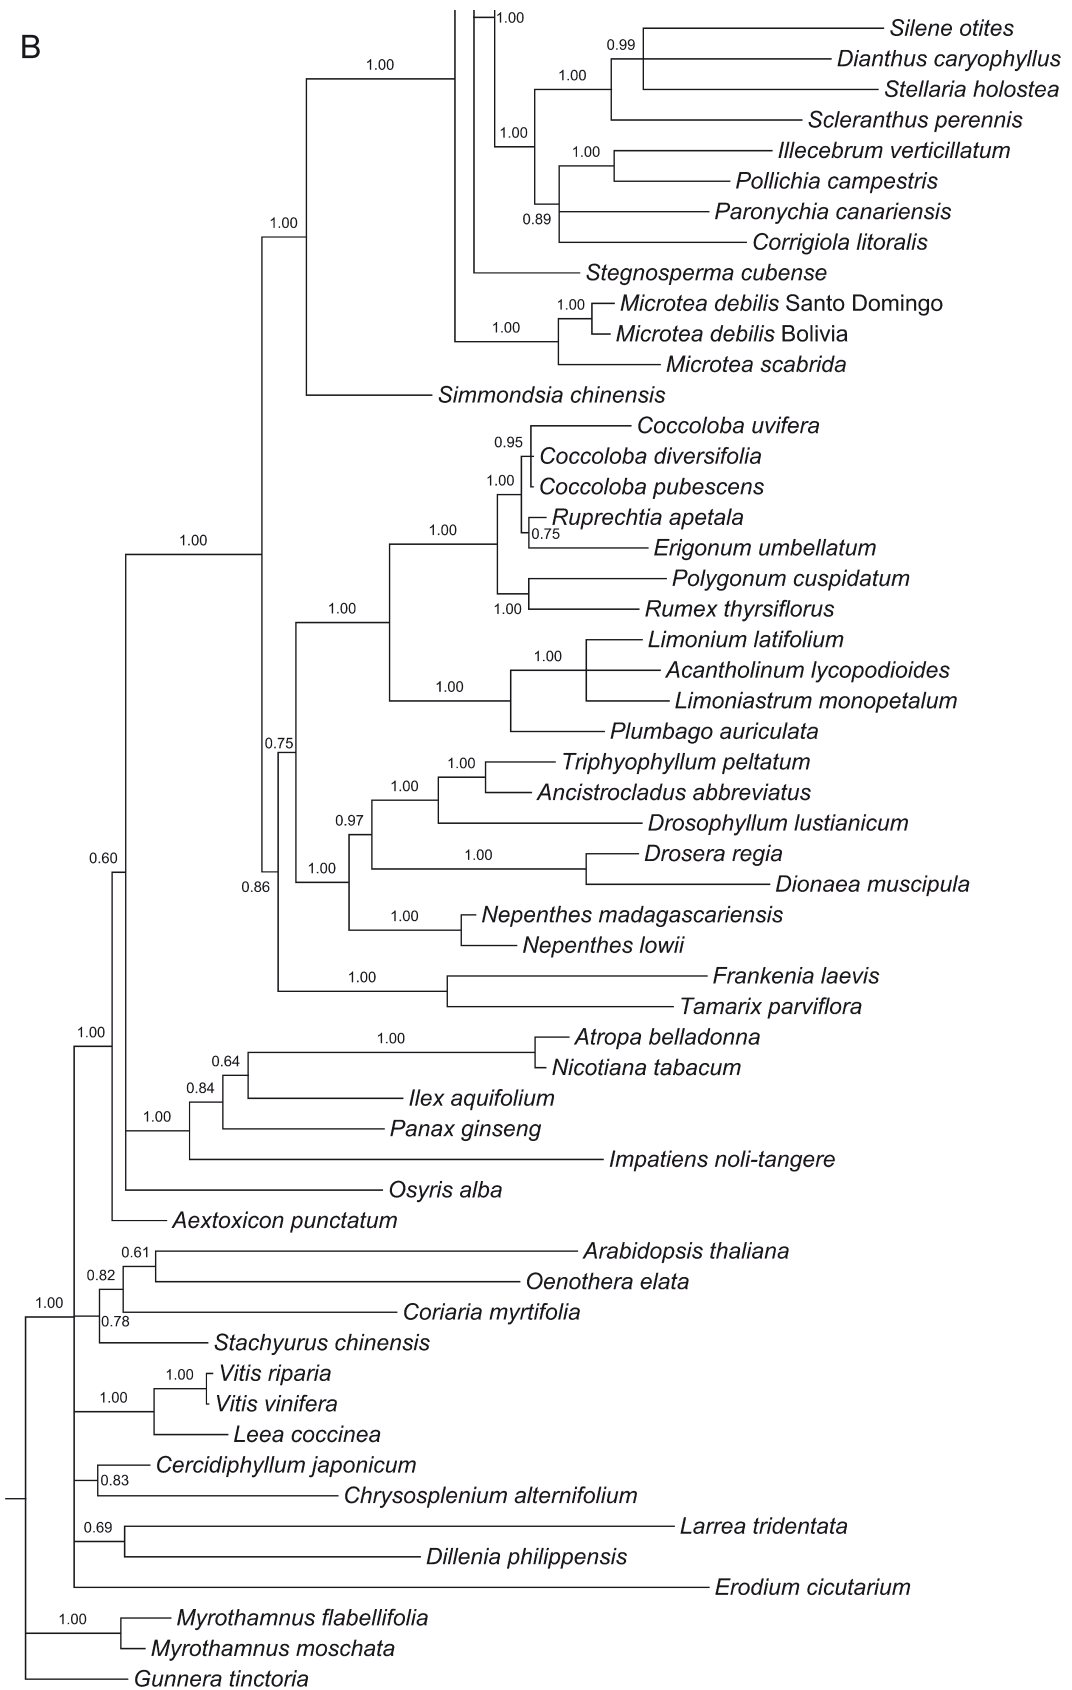 B
1.00
Silene otites
0.99
Dianthus caryophyllus
1.00
1.00
Stellaria holostea
Scleranthus perennis
1.00
1.00
Illecebrum verticillatum
Pollichia campestris
Paronychia canariensis
0.89
1.00
Corrigiola litoralis
Stegnosperma cubense
1.00
Microtea debilis Santo Domingo
1.00
Microtea debilis Bolivia
Microtea scabrida
Simmondsia chinensis
Coccoloba uvifera
0.95
Coccoloba diversifolia
1.00
Coccoloba pubescens
Ruprechtia apetala
1.00
0.75
1.00
Erigonum umbellatum
Polygonum cuspidatum
1.00
1.00
Rumex thyrsiflorus
Limonium latifolium
1.00
Acantholinum lycopodioides
1.00
Limoniastrum monopetalum
Plumbago auriculata
0.75
1.00
Triphyophyllum peltatum
1.00
Ancistrocladus abbreviatus
0.97
Drosophyllum lustianicum
0.60
1.00
Drosera regia
1.00
0.86
Dionaea muscipula
1.00
Nepenthes madagascariensis
Nepenthes lowii
1.00
Frankenia laevis
Tamarix parviflora
1.00
1.00
Atropa belladonna
0.64
Nicotiana tabacum
0.84
Ilex aquifolium
1.00
Panax ginseng
Impatiens noli-tangere
Osyris alba
Aextoxicon punctatum
0.61
Arabidopsis thaliana
0.82
Oenothera elata
1.00
Coriaria myrtifolia
0.78
Stachyurus chinensis
1.00
Vitis riparia
1.00
Vitis vinifera
Leea coccinea
Cercidiphyllum japonicum
0.83
Chrysosplenium alternifolium
0.69
Larrea tridentata
Dillenia philippensis
Erodium cicutarium
1.00
Myrothamnus flabellifolia
Myrothamnus moschata
Gunnera tinctoria